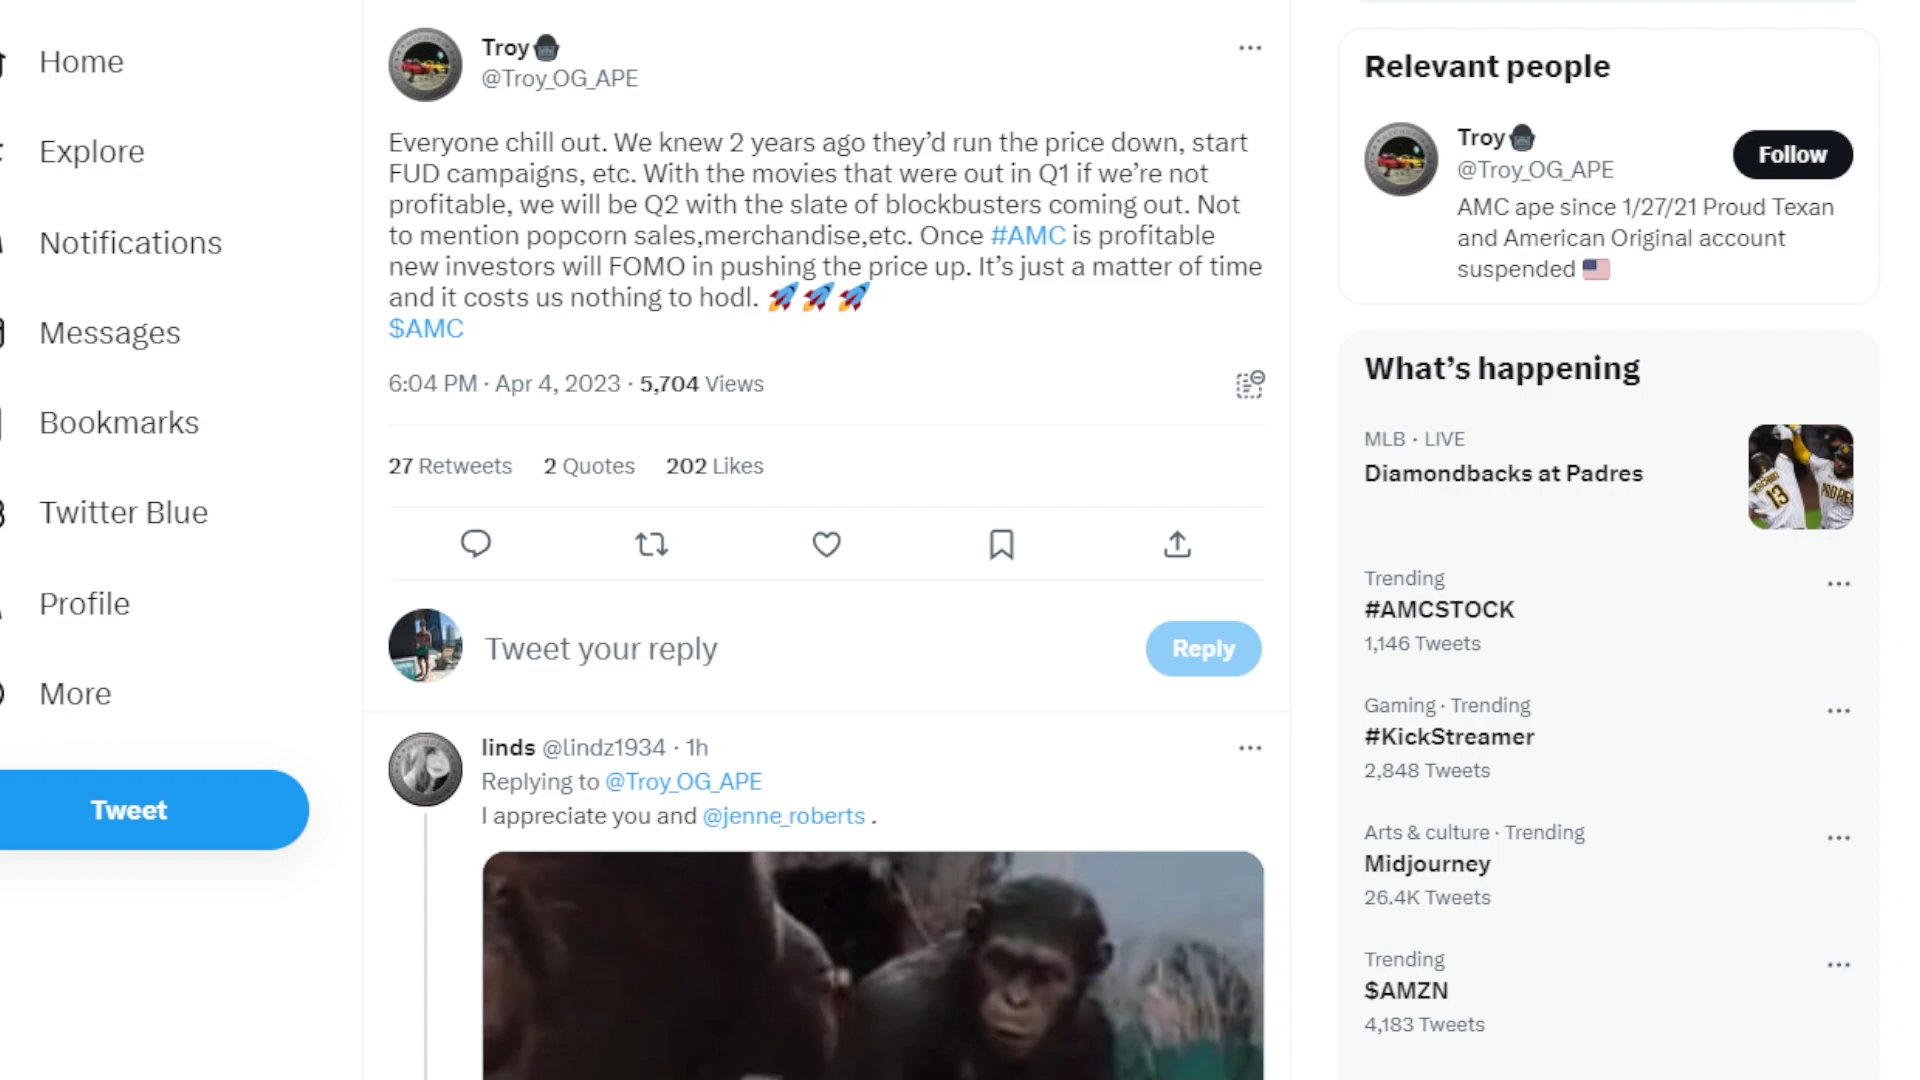 Home
Explore
Notifications
Messages
Bookmarks
Twitter Blue
Profile
More
Tweet
Troy
@Troy_OG_APE
Everyone chill out. We knew 2 years ago they’d run the price down, start
FUD campaigns, etc. With the movies that were out in Q1 if we’re not
profitable, we will be Q2 with the slate of blockbusters coming out. Not
to mention popcorn sales,merchandise,etc. Once #AMC is profitable
new investors will FOMO in pushing the price up. It’s just a matter of time
and it costs us nothing to hodl. 🚀🚀🚀
$AMC
6:04 PM · Apr 4, 2023 · 5,704 Views
27 Retweets 2 Quotes 202 Likes
Tweet your reply
Reply
linds @lindz1934 · 1h
Replying to @Troy_OG_APE
I appreciate you and @jenne_roberts .
Relevant people
Troy
@Troy_OG_APE
Follow
AMC ape since 1/27/21 Proud Texan
and American Original account
suspended 🇺🇸
What’s happening
MLB · LIVE
Diamondbacks at Padres
13
PADRES
Trending
#AMCSTOCK
1,146 Tweets
Gaming · Trending
#KickStreamer
2,848 Tweets
Arts & culture · Trending
Midjourney
26.4K Tweets
Trending
$AMZN
4,183 Tweets